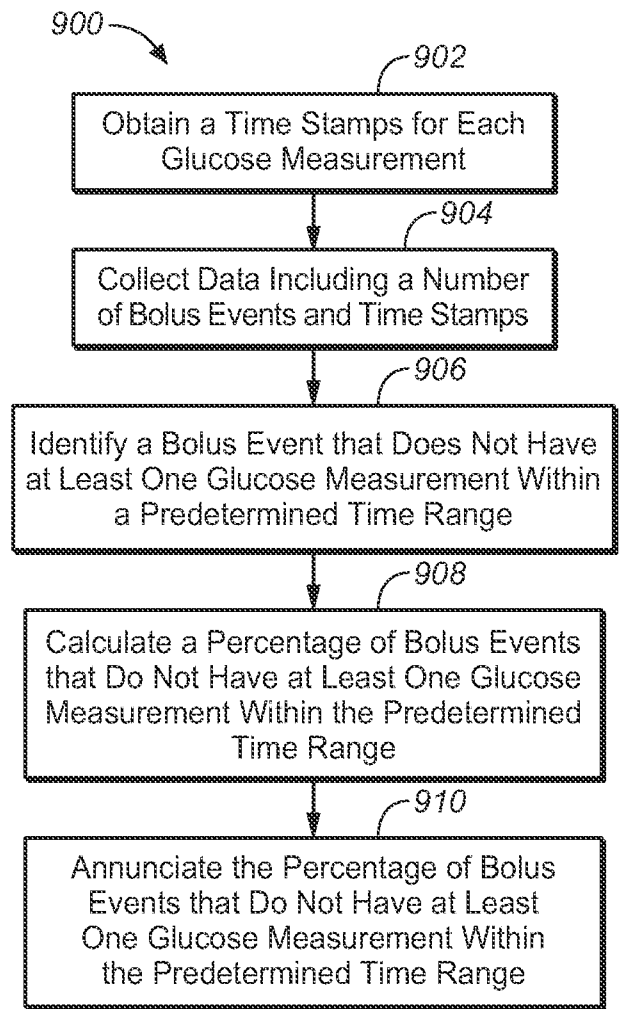 900
902
Obtain a Time Stamps for Each
Glucose Measurement
904
Collect Data Including a Number
of Bolus Events and Time Stamps
906
Identify a Bolus Event that Does Not Have
at Least One Glucose Measurement Within
a Predetermined Time Range
908
Calculate a Percentage of Bolus Events
that Do Not Have at Least One Glucose
Measurement Within the Predetermined
Time Range
910
Annunciate the Percentage of Bolus
Events that Do Not Have at Least
One Glucose Measurement Within
the Predetermined Time Range